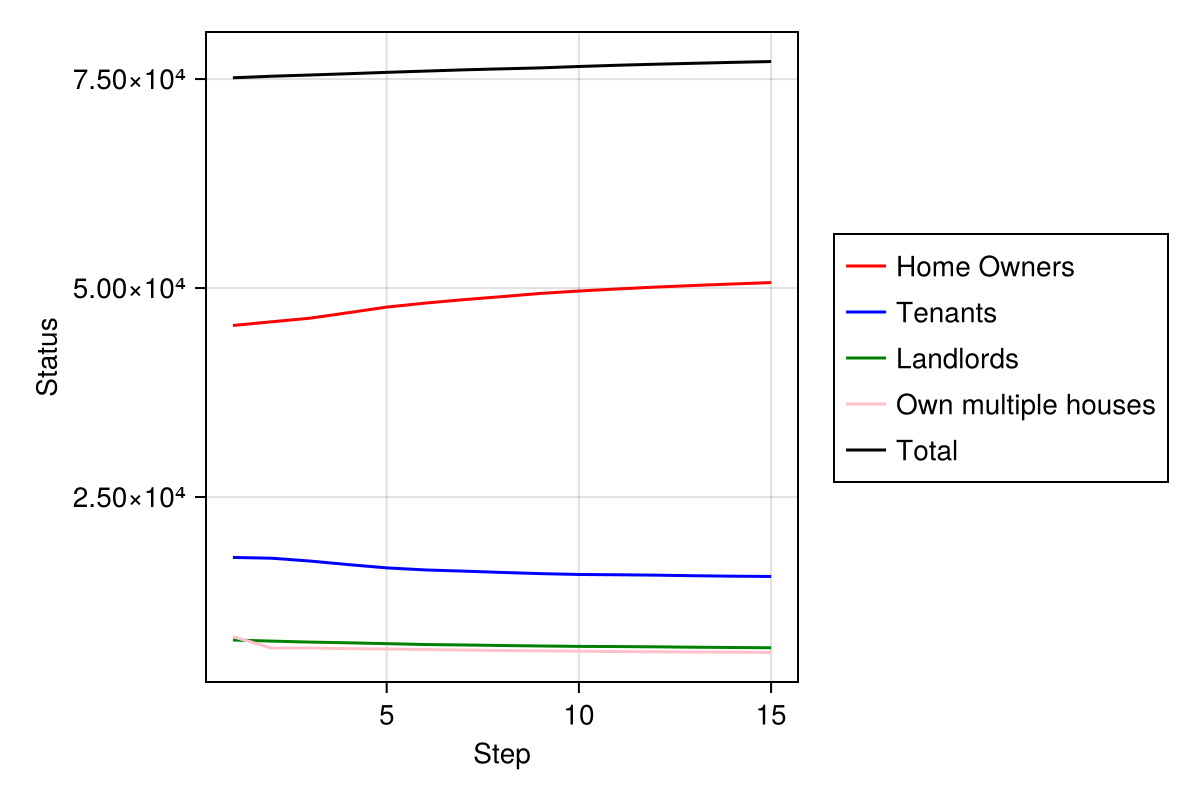 7.50×10⁴
5.00×10⁴
2.50×10⁴
Status
5 10 15
Step
Home Owners
Tenants
Landlords
Own multiple houses
Total